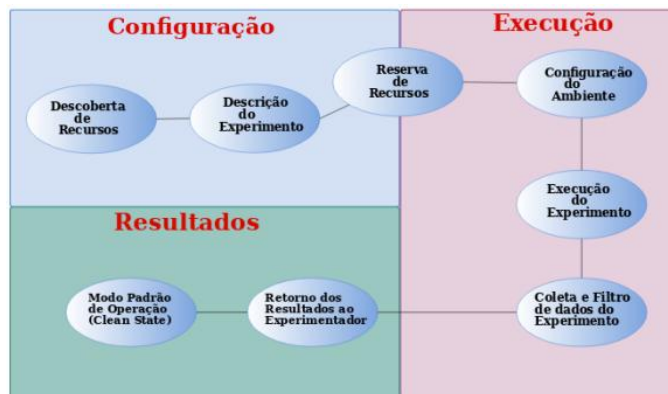 Configuração
Execução
Descoberta
de
Recursos
Descrição
do
Experimento
Reserva
de
Recursos
Configuração
do
Ambiente
Execução
do
Experimento
Coleta e Filtro
de dados do
Experimento
Resultados
Retorno dos
Resultados ao
Experimentador
Modo Padrão
de Operação
(Clean State)